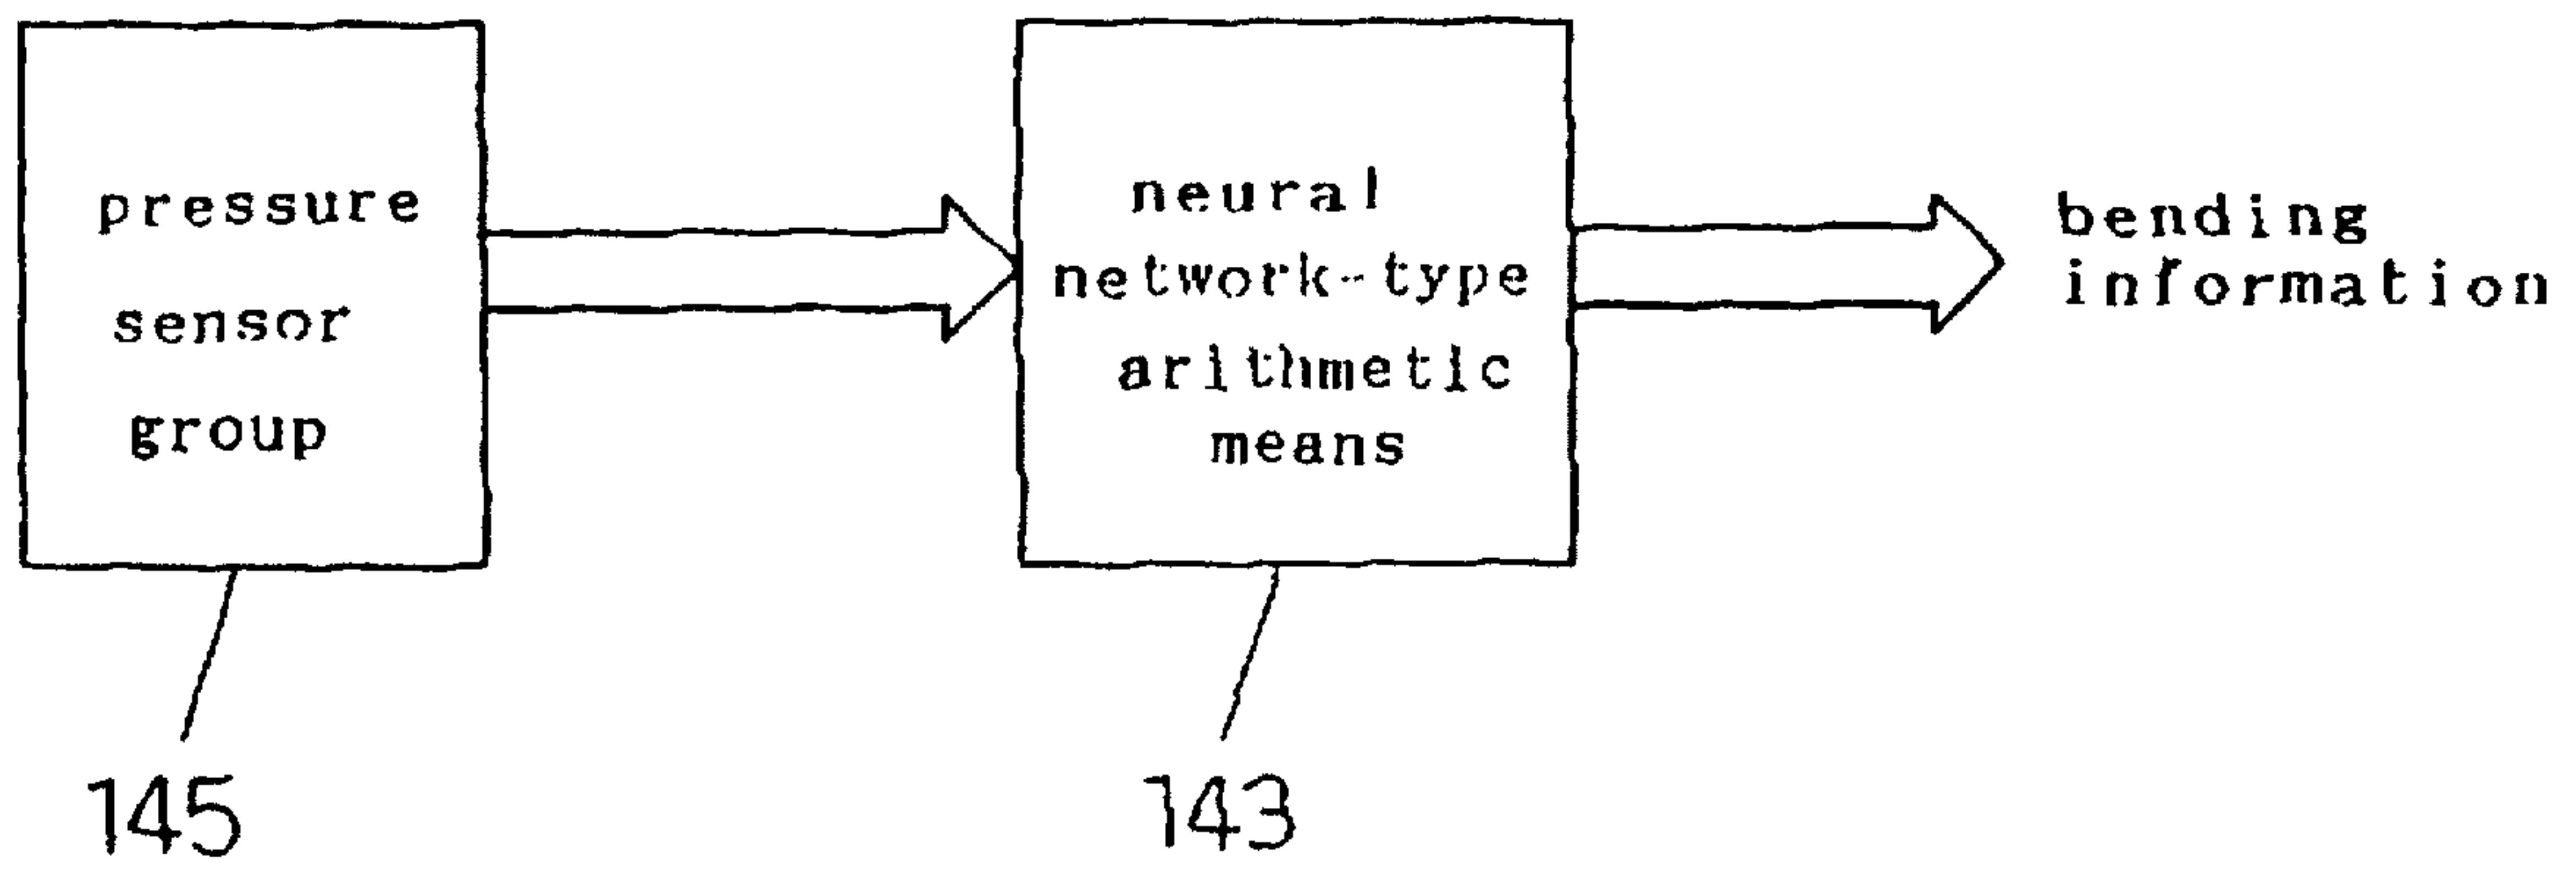 pressure
sensor
group
neural
network-type
arithmetic
means
bending
information
145
143